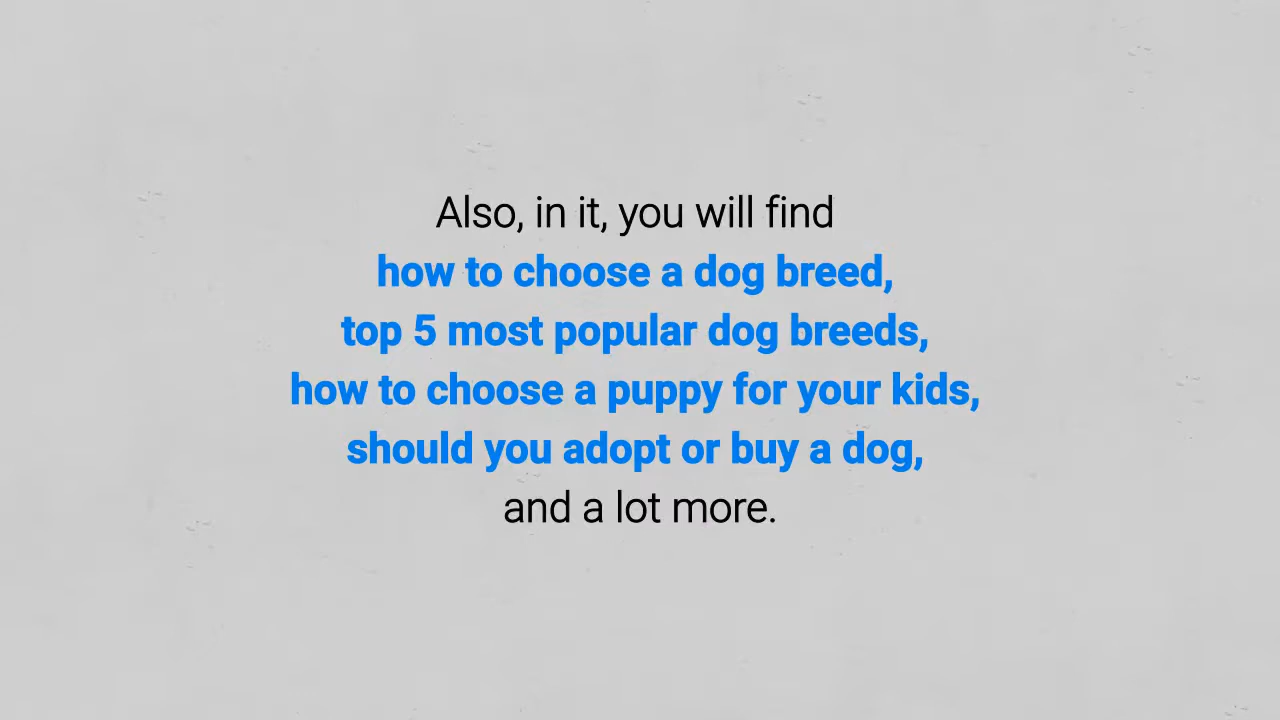 Also, in it, you will find
how to choose a dog breed,
top 5 most popular dog breeds,
how to choose a puppy for your kids,
should you adopt or buy a dog,
and a lot more.